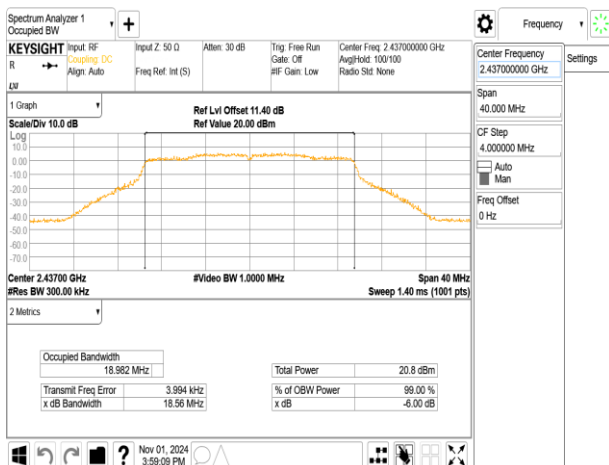 Spectrum Analyzer 1
Occupied BW
Frequency
KEYSIGHT
R
LXI
Input: RF
Coupling: DC
Align: Auto
Input Z: 50 Ω
Freq Ref: Int (S)
Atten: 30 dB
Trig: Free Run
Gate: Off
#IF Gain: Low
Center Freq: 2.437000000 GHz
Avg|Hold: 100/100
Radio Std: None
Center Frequency
2.437000000 GHz
Settings
Span
40.000 MHz
CF Step
4.000000 MHz
Auto
Man
Freq Offset
0 Hz
1 Graph
Scale/Div 10.0 dB
Ref Lvl Offset 11.40 dB
Ref Value 20.00 dBm
Log
10.0
0.00
-10.0
-20.0
-30.0
-40.0
-50.0
-60.0
-70.0
Center 2.43700 GHz
#Res BW 300.00 kHz
#Video BW 1.0000 MHz
Span 40 MHz
Sweep 1.40 ms (1001 pts)
2 Metrics
Occupied Bandwidth
18.982 MHz
Transmit Freq Error 3.994 kHz
x dB Bandwidth 18.56 MHz
Total Power 20.8 dBm
% of OBW Power 99.00 %
x dB -6.00 dB
?
Nov 01, 2024
3:59:09 PM